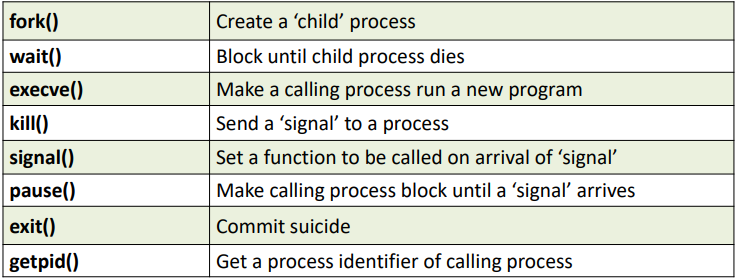 fork() Create a ‘child’ process
wait() Block until child process dies
execve() Make a calling process run a new program
kill() Send a ‘signal’ to a process
signal() Set a function to be called on arrival of ‘signal’
pause() Make calling process block until a ‘signal’ arrives
exit() Commit suicide
getpid() Get a process identifier of calling process